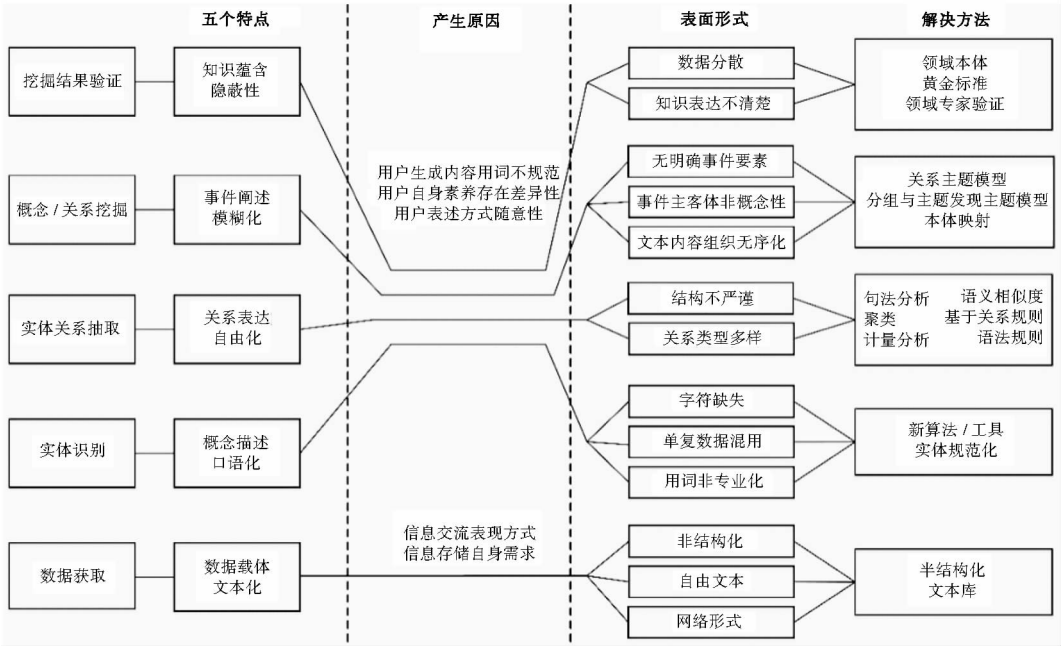 五个特点
产生原因
表面形式
解决方法
挖掘结果验证
知识蕴含
隐蔽性
数据分散
知识表达不清楚
领域本体
黄金标准
领域专家验证
用户生成内容用词不规范
用户自身素养存在差异性
用户表述方式随意性
概念/关系挖掘
事件阐述
模糊化
无明确事件要素
事件主客体非概念性
文本内容组织无序化
关系主题模型
分组与主题发现主题模型
本体映射
实体关系抽取
关系表达
自由化
结构不严谨
关系类型多样
句法分析 语义相似度
聚类 基于关系规则
计量分析 语法规则
实体识别
概念描述
口语化
字符缺失
单复数据混用
用词非专业化
新算法/工具
实体规范化
信息交流表现方式
信息存储自身需求
数据获取
数据载体
文本化
非结构化
自由文本
网络形式
半结构化
文本库